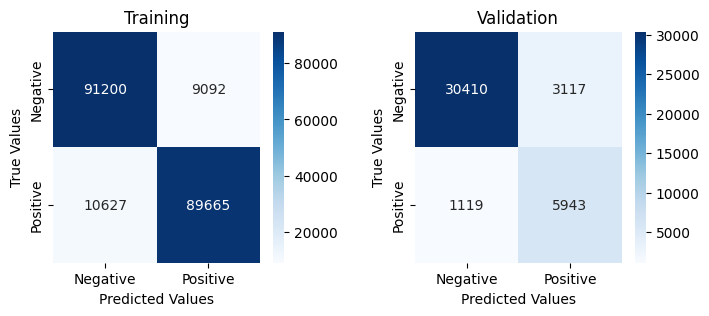 Training
Validation
True Values
Negative
91200
9092
Positive
10627
89665
Negative
Positive
Predicted Values
80000
60000
40000
20000
True Values
Negative
30410
3117
Positive
1119
5943
Negative
Positive
Predicted Values
30000
25000
20000
15000
10000
5000